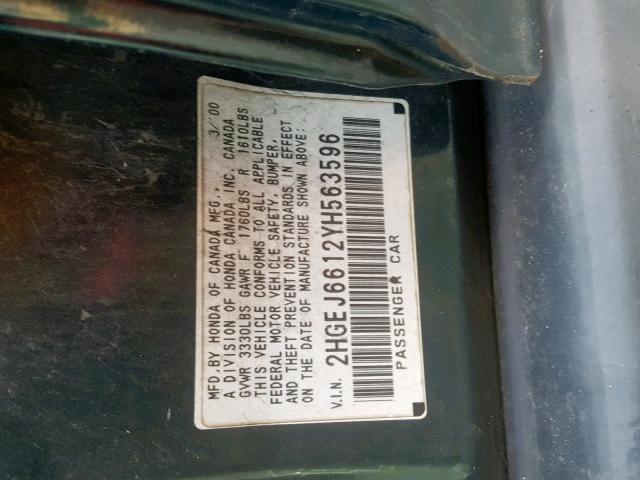 MFD.BY HONDA OF CANADA MFG., 3/00
A DIVISION OF HONDA CANADA INC, CANADA
GVWR 3330LBS GAWR F 1760LBS R 1610LBS
THIS VEHICLE CONFORMS TO ALL APPLICABLE
FEDERAL MOTOR VEHICLE SAFETY, BUMPER,
AND THEFT PREVENTION STANDARDS IN EFFECT
ON THE DATE OF MANUFACTURE SHOWN ABOVE:
V.I.N. 2HGEJ6612YH563596
PASSENGER CAR